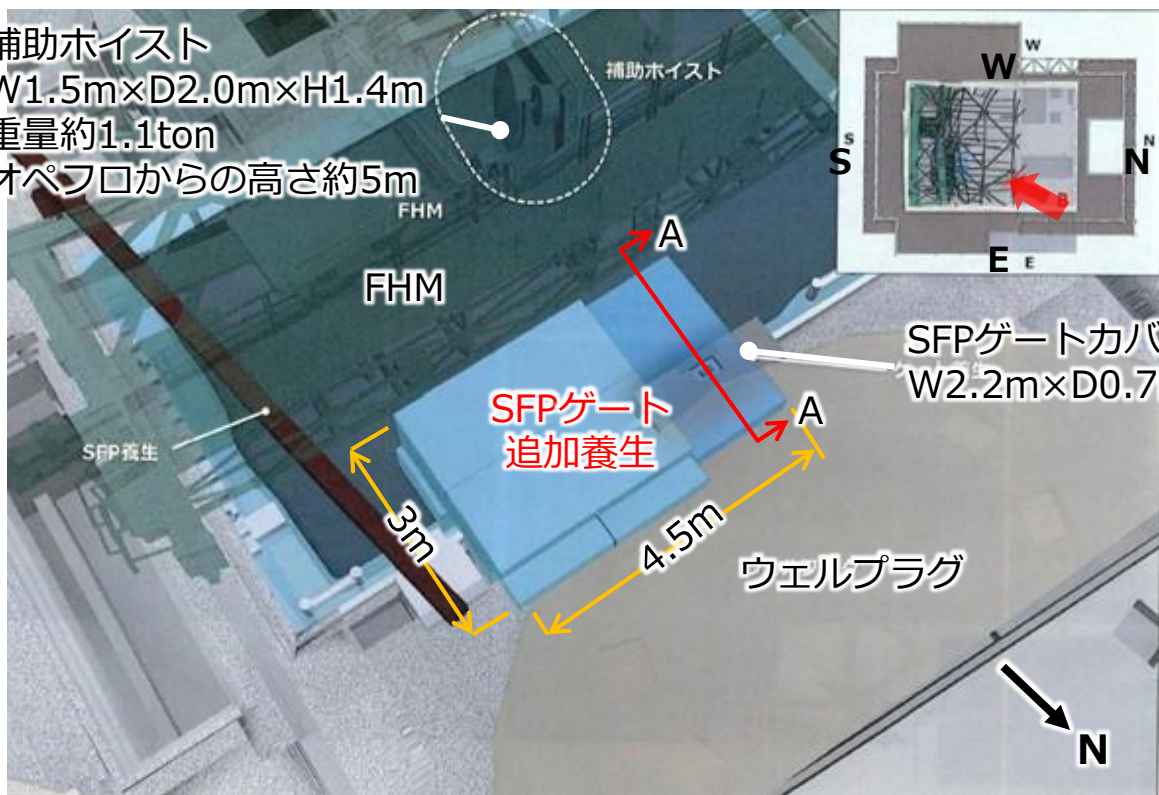 補助ホイスト
W1.5m×D2.0m×H1.4m
重量約1.1ton
オペフロからの高さ約5m
補助ホイスト
FHM
FHM
A
A
SFPゲート
追加養生
SFPゲートカバ
W2.2m×D0.7
SFP養生
3m
4.5m
ウェルプラグ
N
W
W
S
S
N
N
E
E